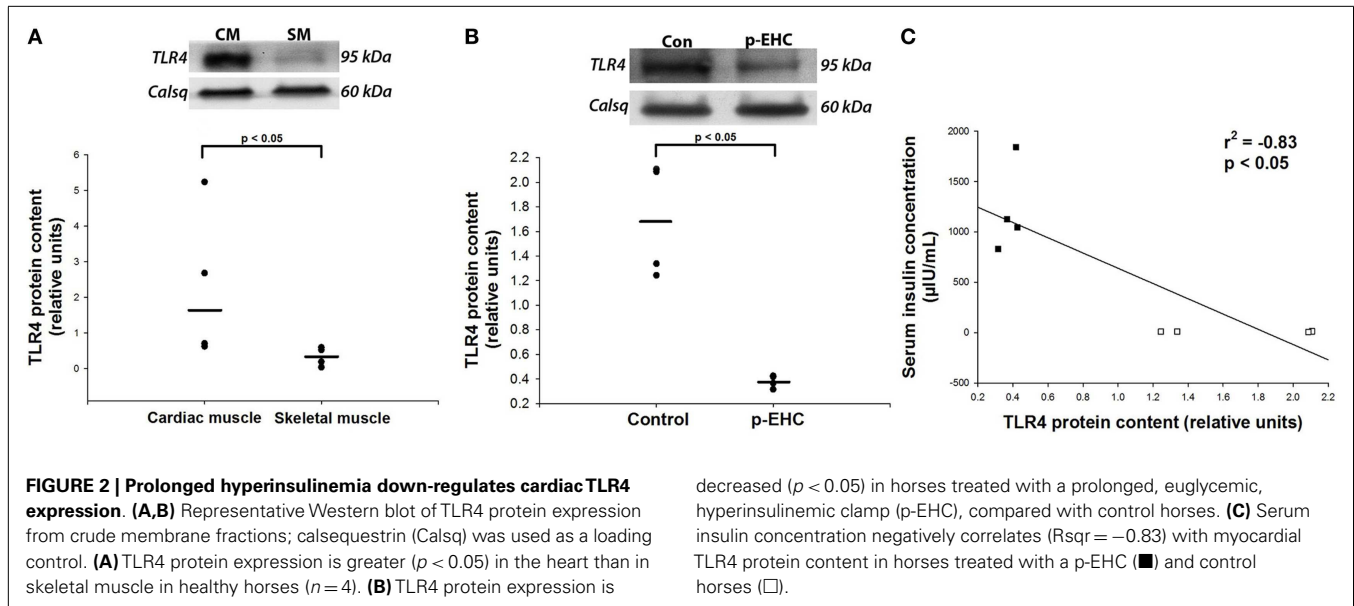 A
CM SM
TLR4 95 kDa
Calsq 60 kDa
p < 0.05
6
5
4
3
2
1
0
TLR4 protein content
(relative units)
Cardiac muscle Skeletal muscle
B
Con p-EHC
TLR4 95 kDa
Calsq 60 kDa
p < 0.05
2.2
2.0
1.8
1.6
1.4
1.2
1.0
0.8
0.6
0.4
0.2
TLR4 protein content
(relative units)
Control p-EHC
C
r² = -0.83
p < 0.05
2000
1500
1000
500
0
-500
Serum insulin concentration
(µIU/mL)
0.2 0.4 0.6 0.8 1.0 1.2 1.4 1.6 1.8 2.0 2.2
TLR4 protein content (relative units)
FIGURE 2 | Prolonged hyperinsulinemia down-regulates cardiac TLR4
expression. (A,B) Representative Western blot of TLR4 protein expression
from crude membrane fractions; calsequestrin (Calsq) was used as a loading
control. (A) TLR4 protein expression is greater (p < 0.05) in the heart than in
skeletal muscle in healthy horses (n = 4). (B) TLR4 protein expression is
decreased (p < 0.05) in horses treated with a prolonged, euglycemic,
hyperinsulinemic clamp (p-EHC), compared with control horses. (C) Serum
insulin concentration negatively correlates (Rsqr = −0.83) with myocardial
TLR4 protein content in horses treated with a p-EHC (■) and control
horses (□).